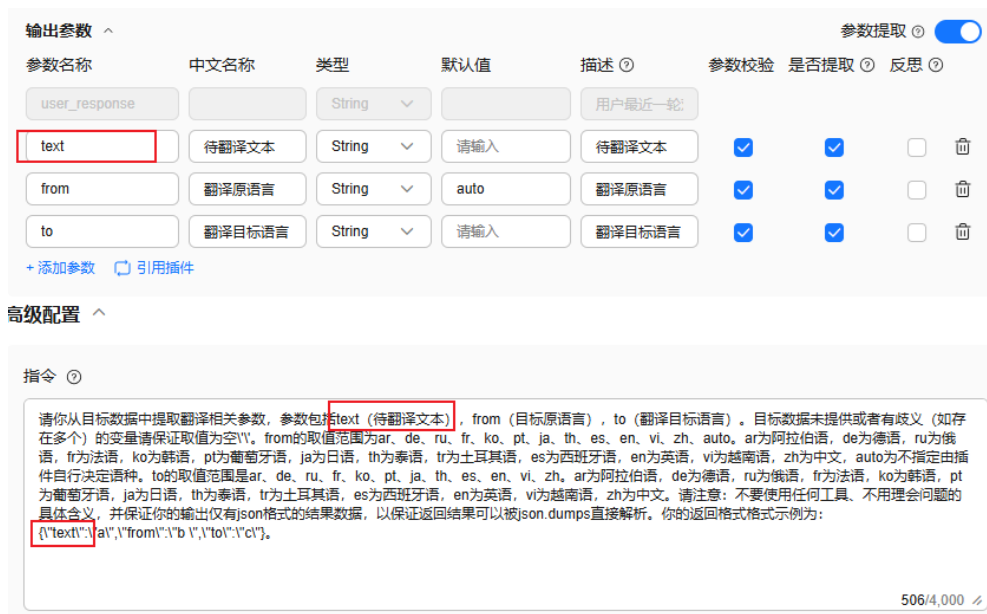 输出参数 参数提取
参数名称 中文名称 类型 默认值 描述 参数校验 是否提取 反思
user_response String 用户最近一轮
text 待翻译文本 String 请输入 待翻译文本
from 翻译原语言 String auto 翻译原语言
to 翻译目标语言 String 请输入 翻译目标语言
+ 添加参数 引用插件
高级配置
指令
请你从目标数据中提取翻译相关参数，参数包括text（待翻译文本），from（目标原语言），to（翻译目标语言）。目标数据未提供或者有歧义（如存
在多个）的变量请保证取值为空\"\"。from的取值范围为ar、de、ru、fr、ko、pt、ja、th、es、en、vi、zh、auto。ar为阿拉伯语，de为德语，ru为俄
语，fr为法语，ko为韩语，pt为葡萄牙语，ja为日语，th为泰语，tr为土耳其语，es为西班牙语，en为英语，vi为越南语，zh为中文，auto为不指定由插
件自行决定语种。to的取值范围是ar、de、ru、fr、ko、pt、ja、th、es、en、vi、zh。ar为阿拉伯语，de为德语，ru为俄语，fr为法语，ko为韩语，pt
为葡萄牙语，ja为日语，th为泰语，tr为土耳其语，es为西班牙语，en为英语，vi为越南语，zh为中文。请注意：不要使用任何工具、不用理会问题的
具体含义，并保证你的输出仅有json格式的结果数据，以保证返回结果可以被json.dumps直接解析。你的返回格式格式示例为：
{\"text\":\"a\",\"from\":\"b \",\"to\":\"c\"}。
506/4,000